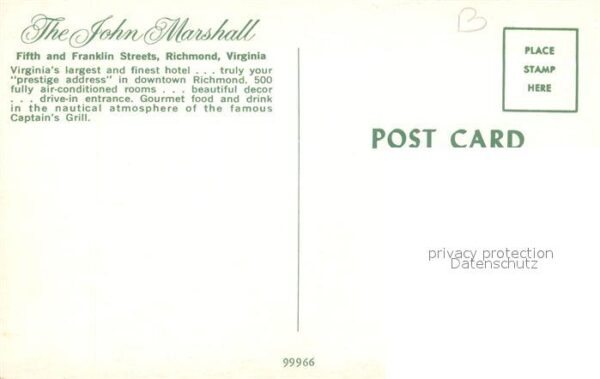 The John Marshall
Fifth and Franklin Streets, Richmond, Virginia
Virginia's largest and finest hotel . . . truly your
"prestige address" in downtown Richmond. 500
fully air-conditioned rooms . . . beautiful decor
. . . drive-in entrance. Gourmet food and drink
in the nautical atmosphere of the famous
Captain's Grill.
B
PLACE
STAMP
HERE
POST CARD
privacy protection
Datenschutz
99966